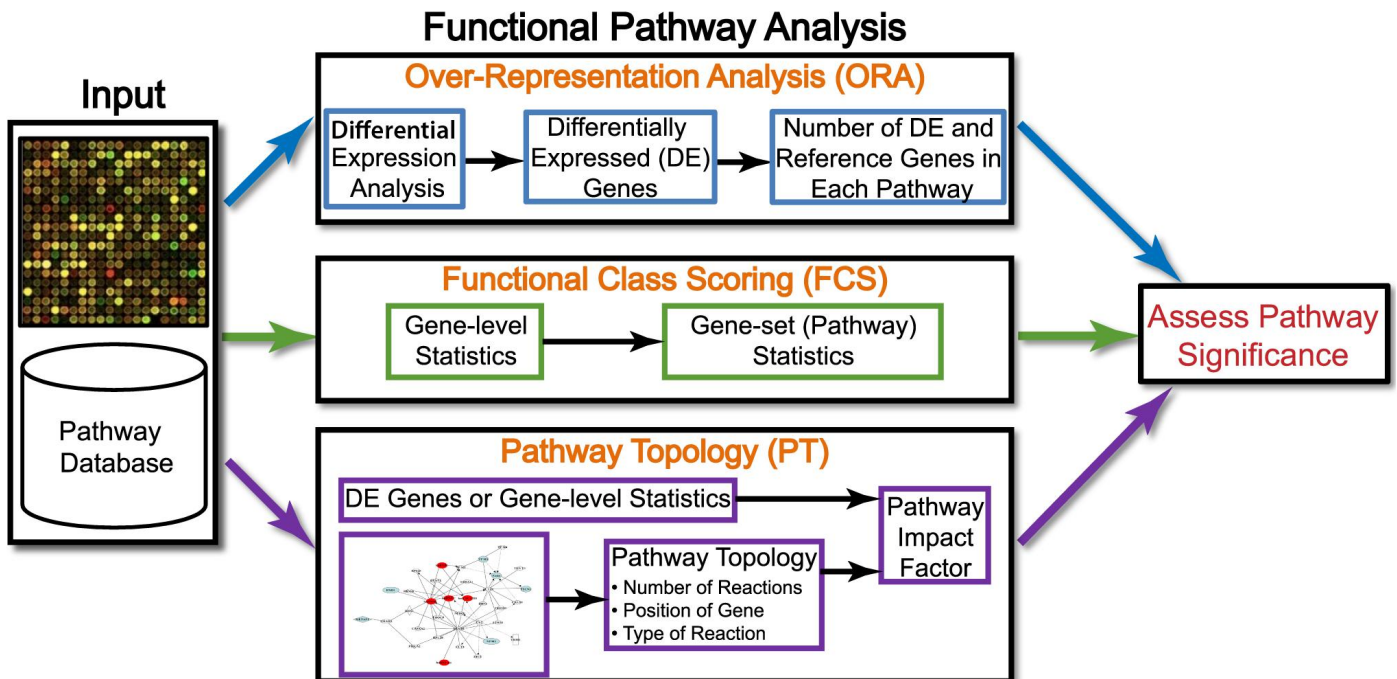 Functional Pathway Analysis
Input
Pathway
Database
Over-Representation Analysis (ORA)
Differential
Expression
Analysis
Differentially
Expressed (DE)
Genes
Number of DE and
Reference Genes in
Each Pathway
Functional Class Scoring (FCS)
Gene-level
Statistics
Gene-set (Pathway)
Statistics
Pathway Topology (PT)
DE Genes or Gene-level Statistics
Pathway Topology
• Number of Reactions
• Position of Gene
• Type of Reaction
Pathway
Impact
Factor
Assess Pathway
Significance